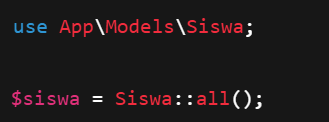 use App\Models\Siswa;
$siswa = Siswa::all();